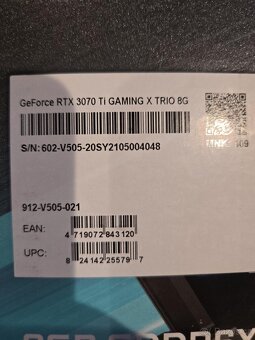 GeForce RTX 3070 Ti GAMING X TRIO 8G
S/N: 602-V505-20SY2105004048
912-V505-021
EAN:
4 719072 843120
UPC:
8 24142 25579 7